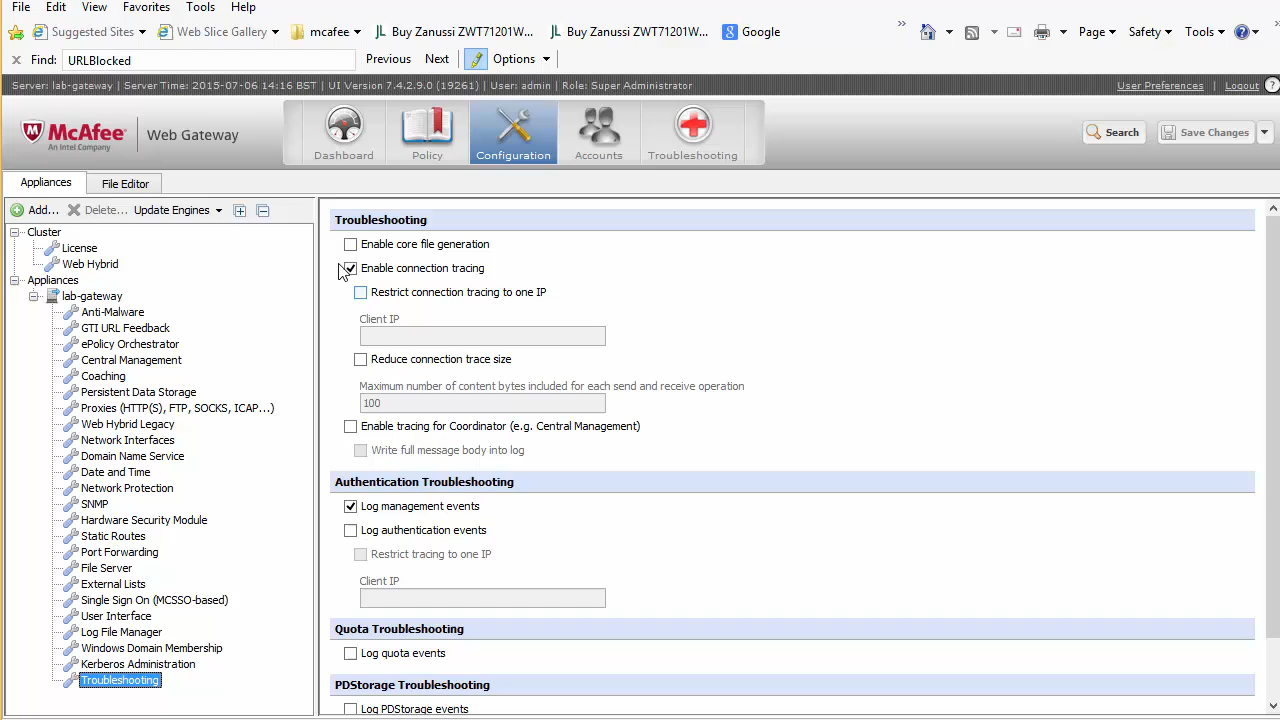 File Edit View Favorites Tools Help
Suggested Sites Web Slice Gallery mcafee Buy Zanussi ZWT71201W... Buy Zanussi ZWT71201W... Google Page Safety Tools
Find: URLBlocked Previous Next Options
Server: lab-gateway | Server Time: 2015-07-06 14:16 BST | UI Version 7.4.2.9.0 (19261) | User: admin | Role: Super Administrator User Preferences Logout
McAfee Web Gateway
An Intel Company
Dashboard Policy Configuration Accounts Troubleshooting Search Save Changes
Appliances File Editor
Add... Delete... Update Engines
Cluster
License
Web Hybrid
Appliances
lab-gateway
Anti-Malware
GTI URL Feedback
ePolicy Orchestrator
Central Management
Coaching
Persistent Data Storage
Proxies (HTTP(S), FTP, SOCKS, ICAP...)
Web Hybrid Legacy
Network Interfaces
Domain Name Service
Date and Time
Network Protection
SNMP
Hardware Security Module
Static Routes
Port Forwarding
File Server
External Lists
Single Sign On (MCSSO-based)
User Interface
Log File Manager
Windows Domain Membership
Kerberos Administration
Troubleshooting
Troubleshooting
Enable core file generation
Enable connection tracing
Restrict connection tracing to one IP
Client IP
Reduce connection trace size
Maximum number of content bytes included for each send and receive operation
100
Enable tracing for Coordinator (e.g. Central Management)
Write full message body into log
Authentication Troubleshooting
Log management events
Log authentication events
Restrict tracing to one IP
Client IP
Quota Troubleshooting
Log quota events
PDStorage Troubleshooting
Log PDStorage events